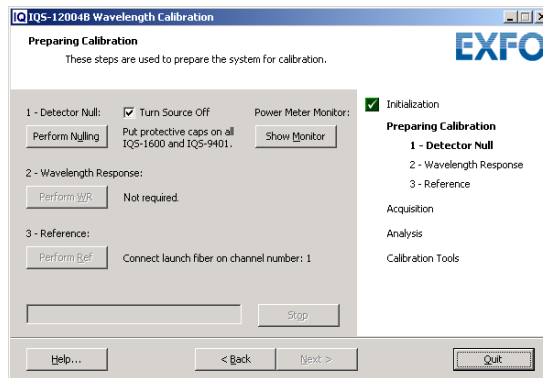 IQS-12004B Wavelength Calibration
Preparing Calibration
These steps are used to prepare the system for calibration.
EXFO
1 - Detector Null:
Turn Source Off
Power Meter Monitor:
Perform Nulling
Put protective caps on all
IQS-1600 and IQS-9401.
Show Monitor
2 - Wavelength Response:
Perform WR
Not required.
3 - Reference:
Perform Ref
Connect launch fiber on channel number: 1
Stop
Initialization
Preparing Calibration
1 - Detector Null
2 - Wavelength Response
3 - Reference
Acquisition
Analysis
Calibration Tools
Help...
< Back
Next >
Quit